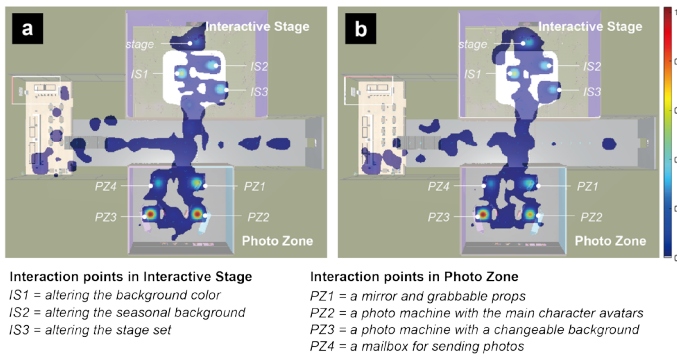 a
Interactive Stage
stage
IS1
IS2
IS3
PZ4
PZ1
PZ3
PZ2
Photo Zone
b
Interactive Stage
stage
IS1
IS2
IS3
PZ4
PZ1
PZ3
PZ2
Photo Zone
1
0
Interaction points in Interactive Stage
IS1 = altering the background color
IS2 = altering the seasonal background
IS3 = altering the stage set
Interaction points in Photo Zone
PZ1 = a mirror and grabbable props
PZ2 = a photo machine with the main character avatars
PZ3 = a photo machine with a changeable background
PZ4 = a mailbox for sending photos